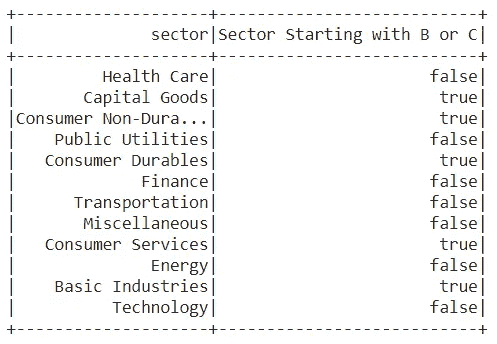 +--------------------+----------------------------+
|              sector|Sector Starting with B or C|
+--------------------+----------------------------+
|         Health Care|                       false|
|       Capital Goods|                        true|
|Consumer Non-Dura...|                        true|
|    Public Utilities|                       false|
|   Consumer Durables|                        true|
|             Finance|                       false|
|      Transportation|                       false|
|       Miscellaneous|                       false|
|   Consumer Services|                        true|
|              Energy|                       false|
|    Basic Industries|                        true|
|          Technology|                       false|
+--------------------+----------------------------+